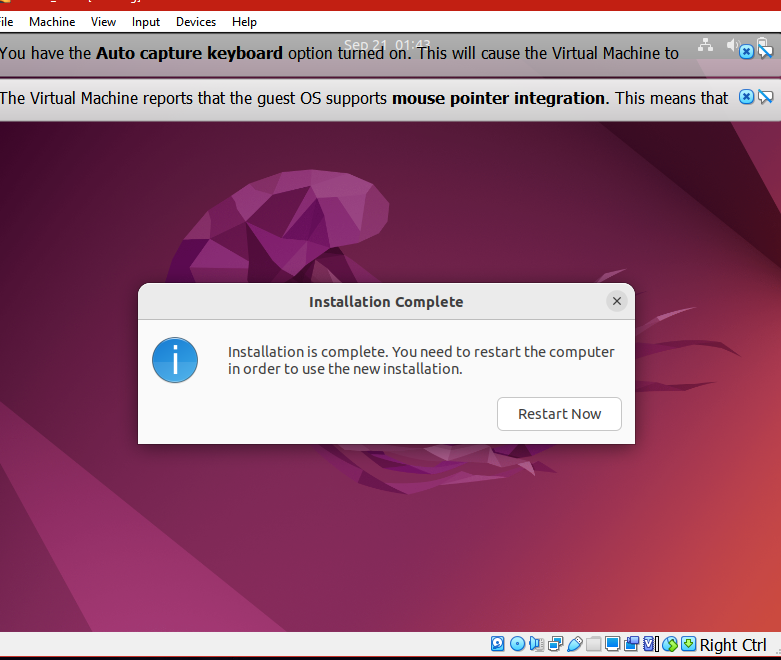 File Machine View Input Devices Help
Sep 21 01:43
You have the Auto capture keyboard option turned on. This will cause the Virtual Machine to
The Virtual Machine reports that the guest OS supports mouse pointer integration. This means that
Installation Complete
Installation is complete. You need to restart the computer
in order to use the new installation.
Restart Now
Right Ctrl